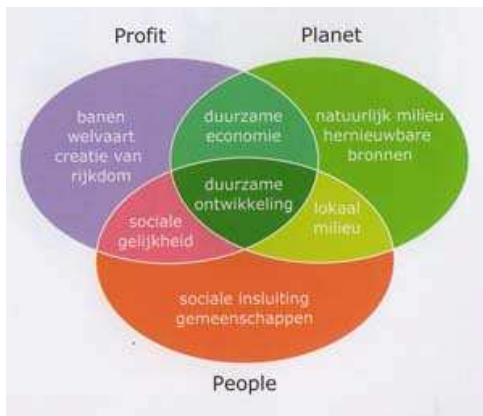 Profit
Planet
banen
welvaart
creatie van
rijkdom
duurzame
economie
natuurlijk milieu
hernieuwbare
bronnen
duurzame
ontwikkeling
sociale
gelijkheid
lokaal
milieu
sociale insluiting
gemeenschappen
People